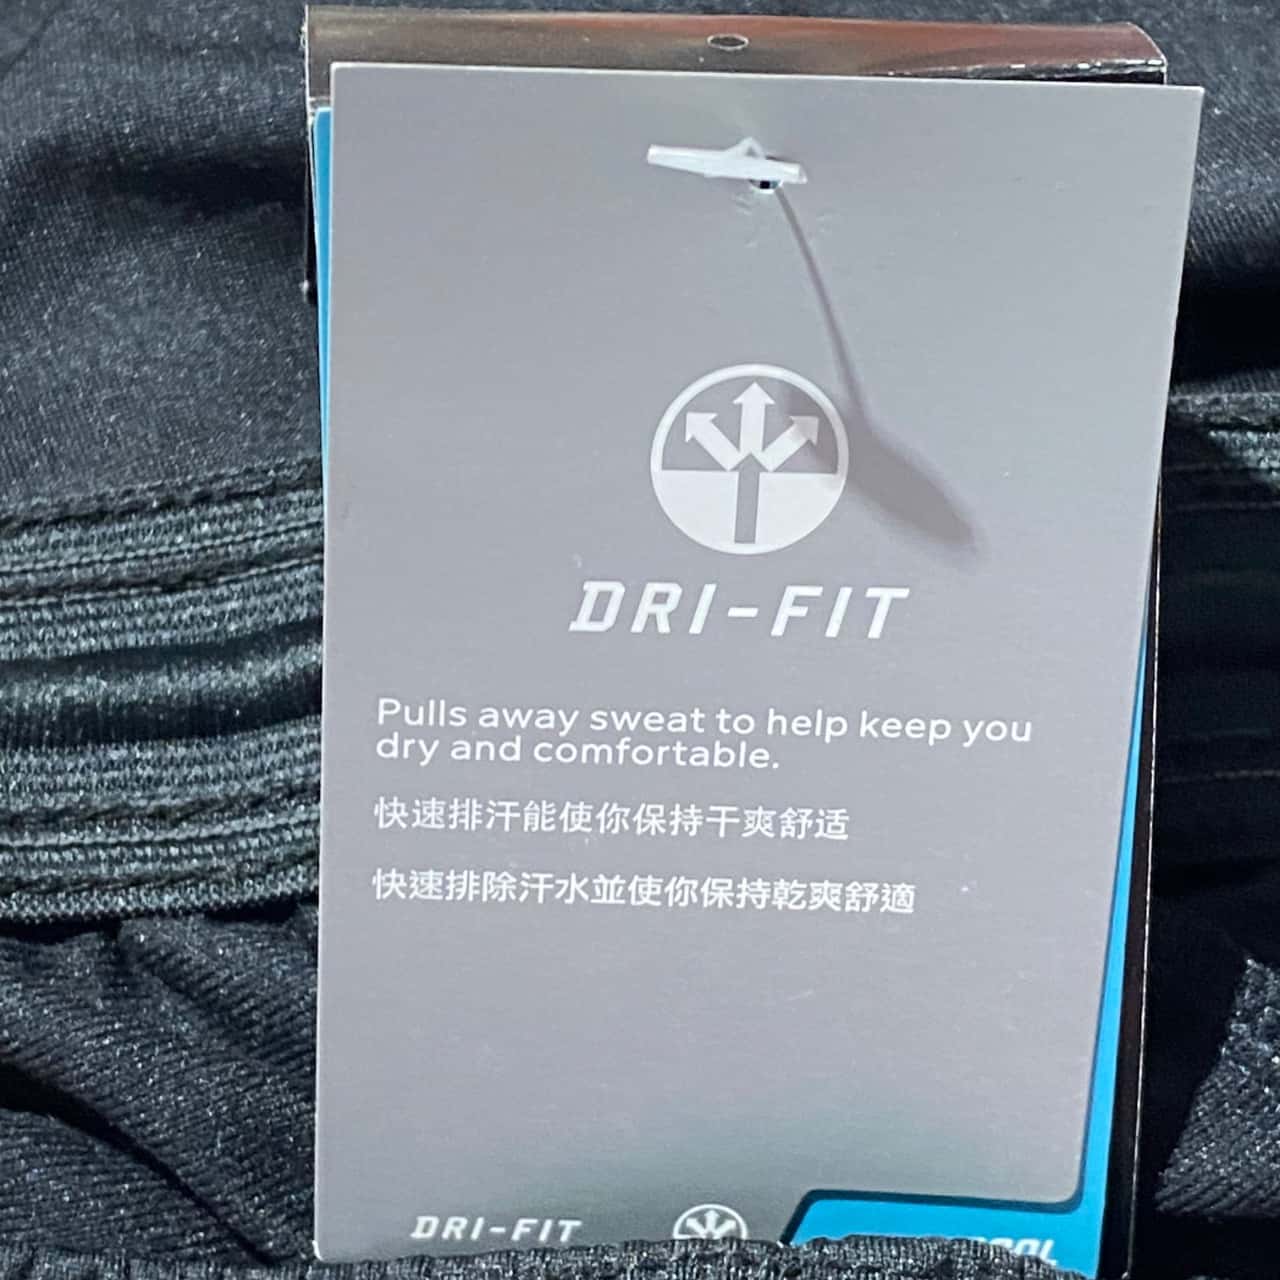 DRI-FIT
Pulls away sweat to help keep you
dry and comfortable.
快速排汗能使你保持干爽舒适
快速排除汗水並使你保持乾爽舒適
DRI-FIT